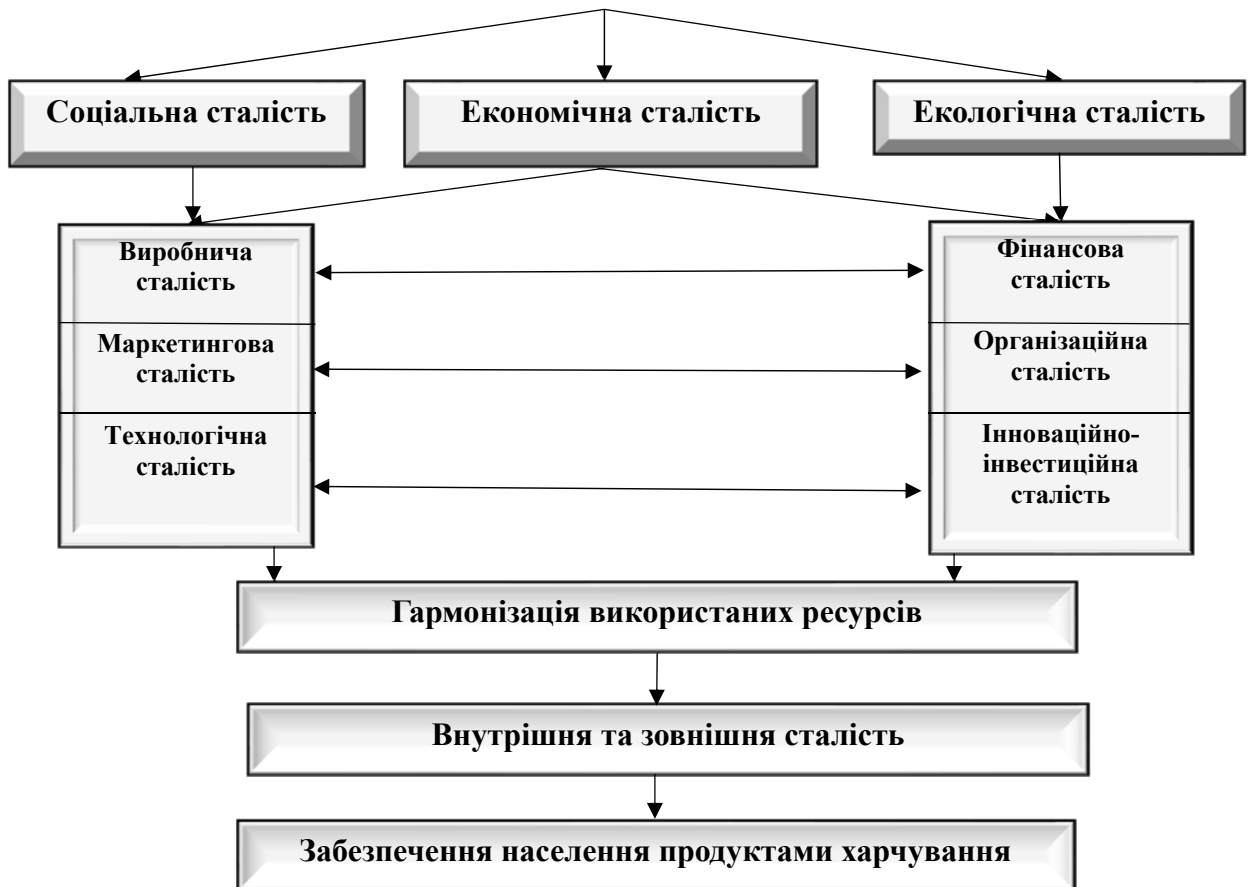 Соціальна сталість
Економічна сталість
Екологічна сталість
Виробнича
сталість
Фінансова
сталість
Маркетингова
сталість
Організаційна
сталість
Технологічна
сталість
Інноваційно-
інвестиційна
сталість
Гармонізація використаних ресурсів
Внутрішня та зовнішня сталість
Забезпечення населення продуктами харчування